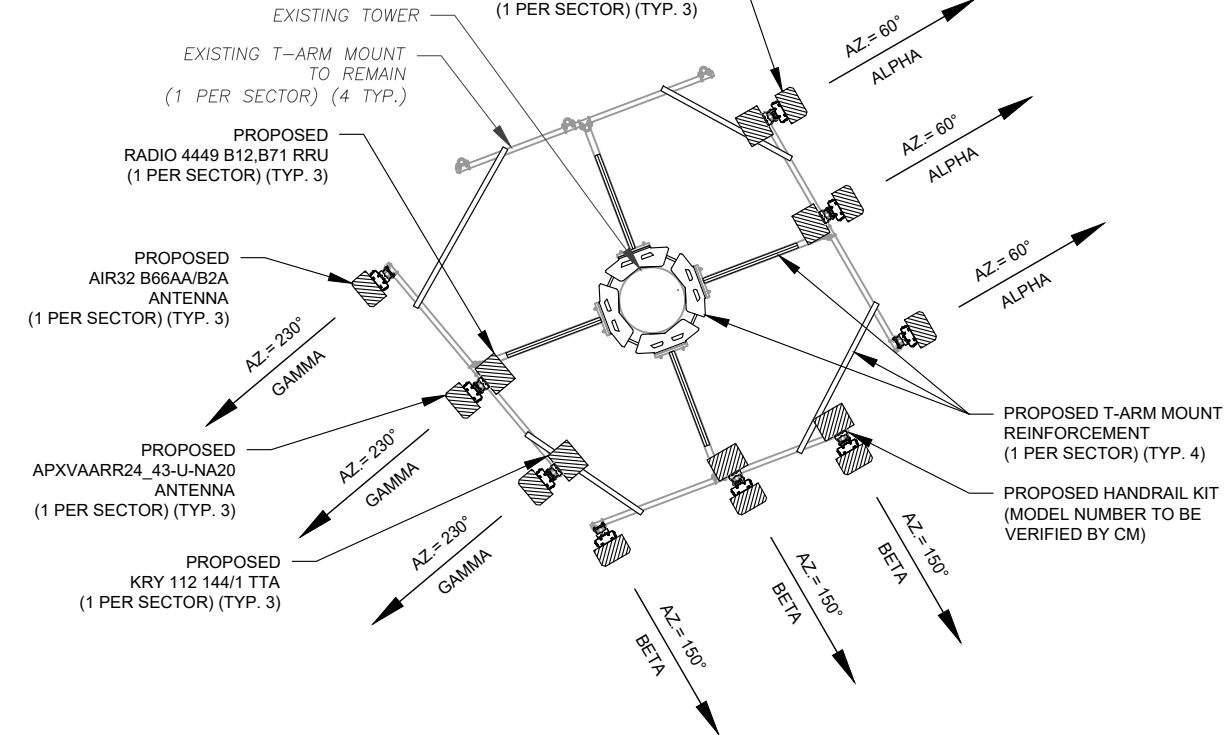 (1 PER SECTOR) (TYP. 3)
EXISTING TOWER
EXISTING T-ARM MOUNT
TO REMAIN
(1 PER SECTOR) (4 TYP.)
PROPOSED
RADIO 4449 B12,B71 RRU
(1 PER SECTOR) (TYP. 3)
PROPOSED
AIR32 B66AA/B2A
ANTENNA
(1 PER SECTOR) (TYP. 3)
PROPOSED
APXVAARR24_43-U-NA20
ANTENNA
(1 PER SECTOR) (TYP. 3)
PROPOSED
KRY 112 144/1 TTA
(1 PER SECTOR) (TYP. 3)
AZ.= 60°
ALPHA
AZ.= 60°
ALPHA
AZ.= 60°
ALPHA
AZ.= 230°
GAMMA
AZ.= 230°
GAMMA
AZ.= 230°
GAMMA
PROPOSED T-ARM MOUNT
REINFORCEMENT
(1 PER SECTOR) (TYP. 4)
PROPOSED HANDRAIL KIT
(MODEL NUMBER TO BE
VERIFIED BY CM)
AZ.= 150°
BETA
AZ.= 150°
BETA
AZ.= 150°
BETA